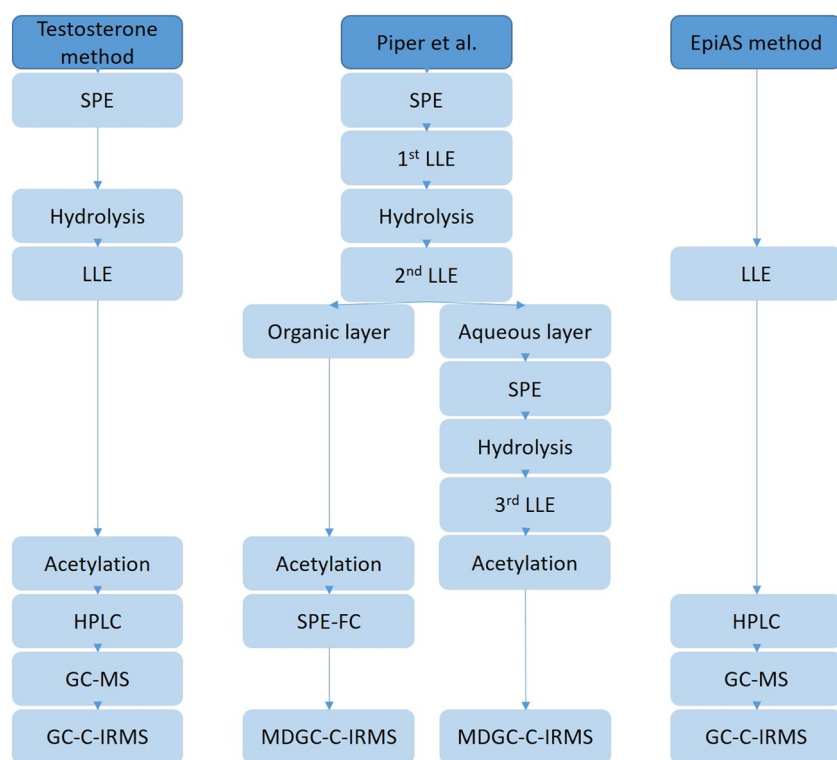 Testosterone
method
SPE
Hydrolysis
LLE
Acetylation
HPLC
GC-MS
GC-C-IRMS
Piper et al.
SPE
1st LLE
Hydrolysis
2nd LLE
Organic layer
Acetylation
SPE-FC
MDGC-C-IRMS
Aqueous layer
SPE
Hydrolysis
3rd LLE
Acetylation
MDGC-C-IRMS
EpiAS method
LLE
HPLC
GC-MS
GC-C-IRMS